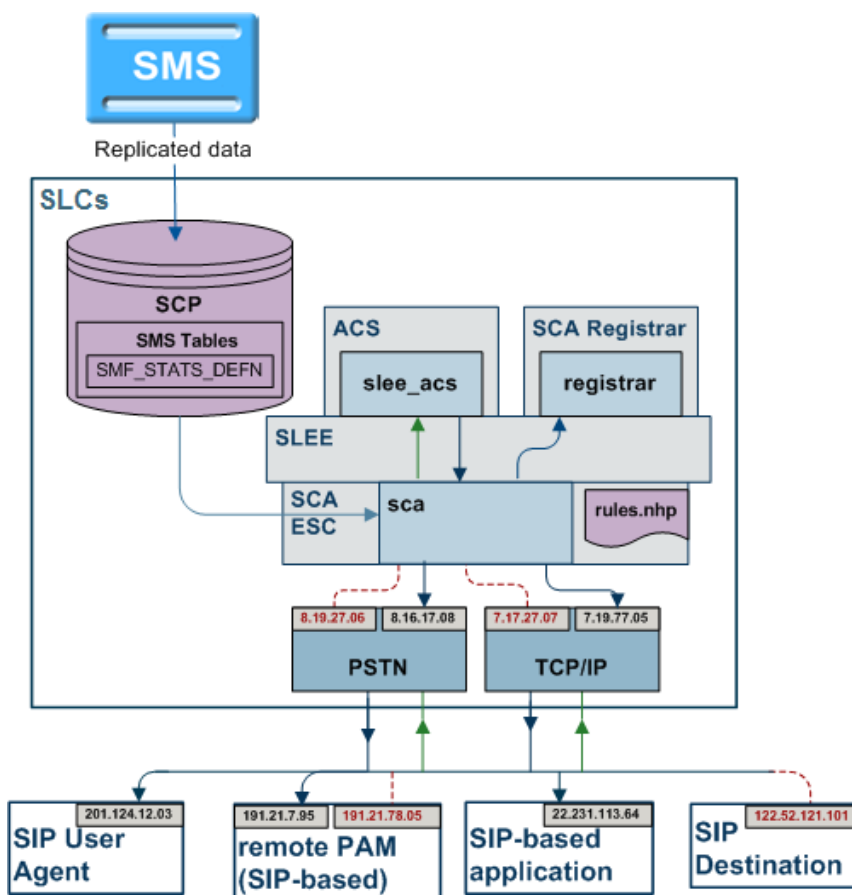 SMS
Replicated data
SLCs
SCP
SMS Tables
SMF_STATS_DEFN
ACS
slee_acs
SCA Registrar
registrar
SLEE
SCA
ESC
sca
rules.nhp
8.19.27.06
8.16.17.08
PSTN
7.17.27.07
7.19.77.05
TCP/IP
201.124.12.03
SIP User
Agent
191.21.7.95
191.21.78.05
remote PAM
(SIP-based)
22.231.113.64
SIP-based
application
122.52.121.101
SIP
Destination